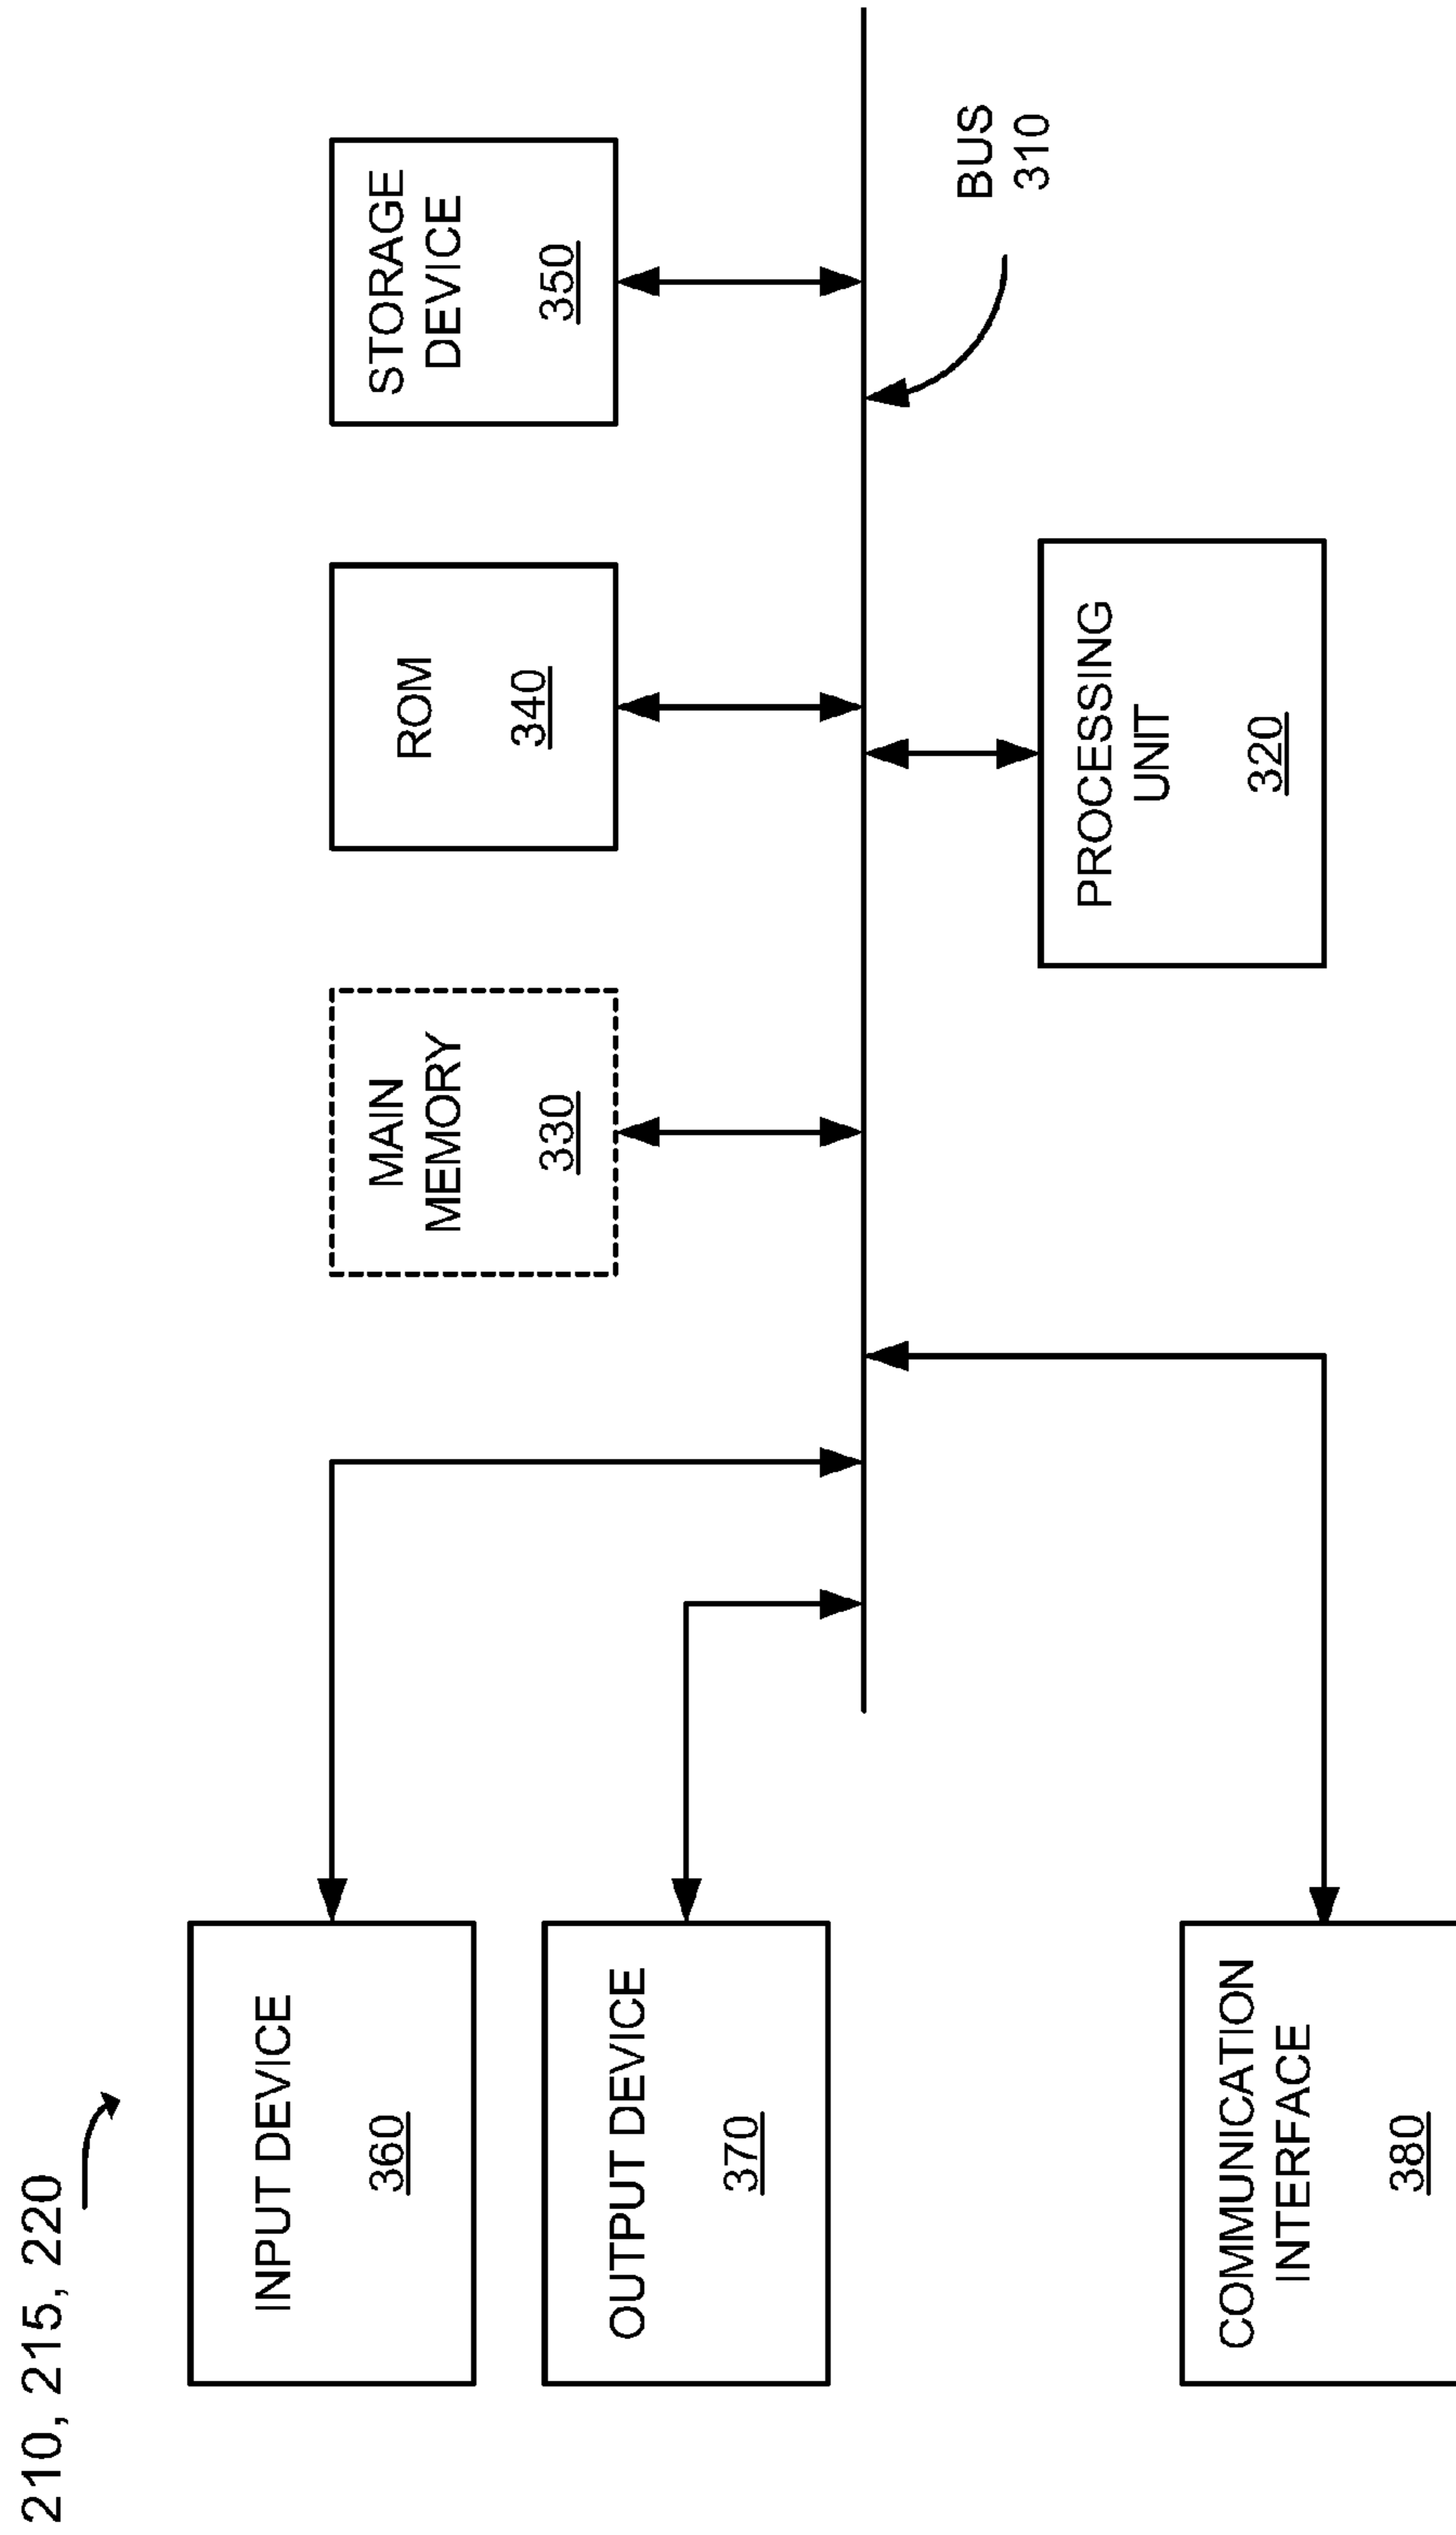 210, 215, 220
INPUT DEVICE
360
OUTPUT DEVICE
370
COMMUNICATION
INTERFACE
380
MAIN
MEMORY
330
ROM
340
STORAGE
DEVICE
350
PROCESSING
UNIT
320
BUS
310